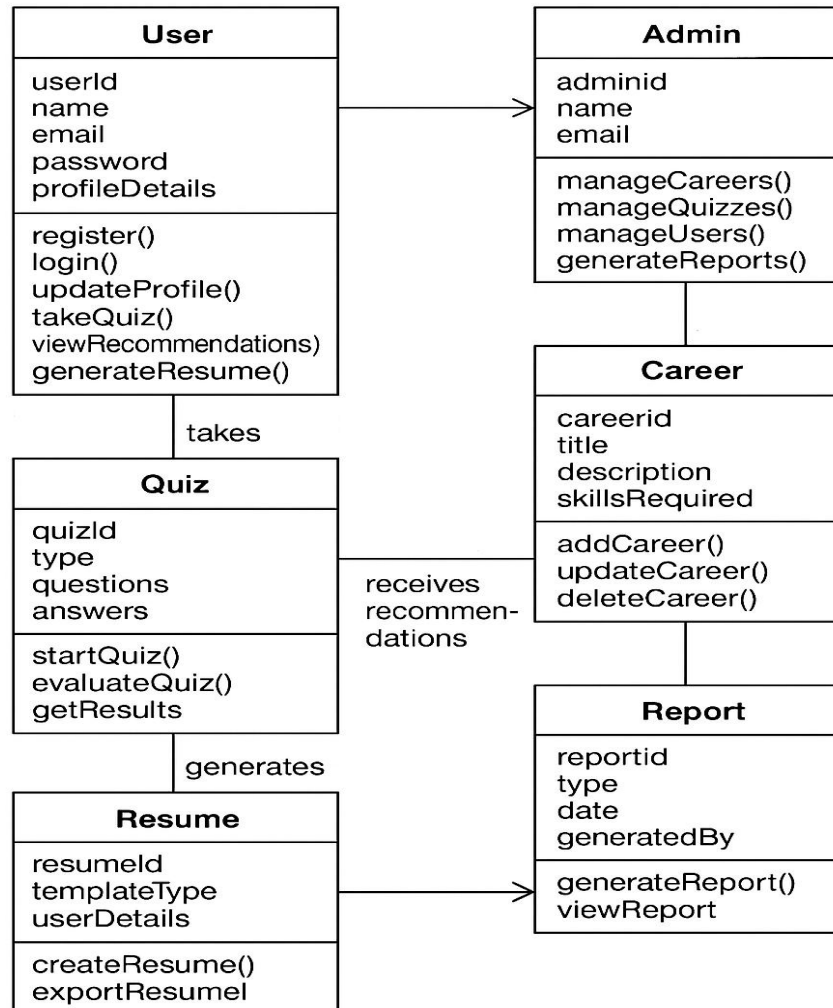 User
userId
name
email
password
profileDetails
register()
login()
updateProfile()
takeQuiz()
viewRecommendations)
generateResume()
takes
Quiz
quizId
type
questions
answers
startQuiz()
evaluateQuiz()
getResults
generates
Resume
resumeId
templateType
userDetails
createResume()
exportResumeI
receives
recommen-
dations
Admin
adminid
name
email
manageCareers()
manageQuizzes()
manageUsers()
generateReports()
Career
careerid
title
description
skillsRequired
addCareer()
updateCareer()
deleteCareer()
Report
reportid
type
date
generatedBy
generateReport()
viewReport